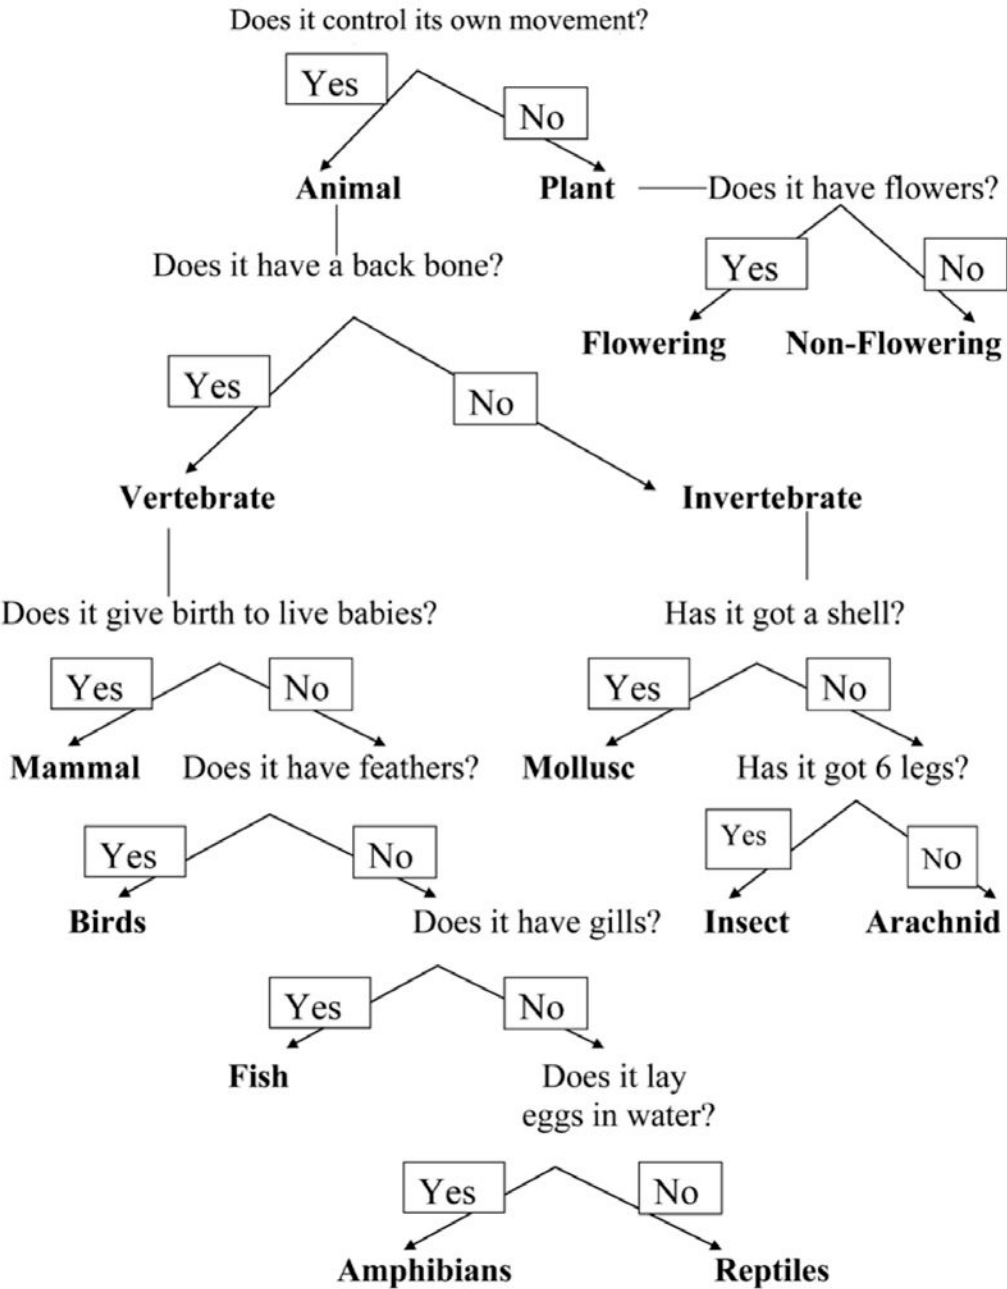 Does it control its own movement?
Yes
No
Animal
Plant
Does it have flowers?
Does it have a back bone?
Yes
No
Flowering
Non-Flowering
Yes
No
Vertebrate
Invertebrate
Does it give birth to live babies?
Has it got a shell?
Yes
No
Yes
No
Mammal
Does it have feathers?
Mollusc
Has it got 6 legs?
Yes
No
Yes
No
Birds
Does it have gills?
Insect
Arachnid
Yes
No
Fish
Does it lay
eggs in water?
Yes
No
Amphibians
Reptiles